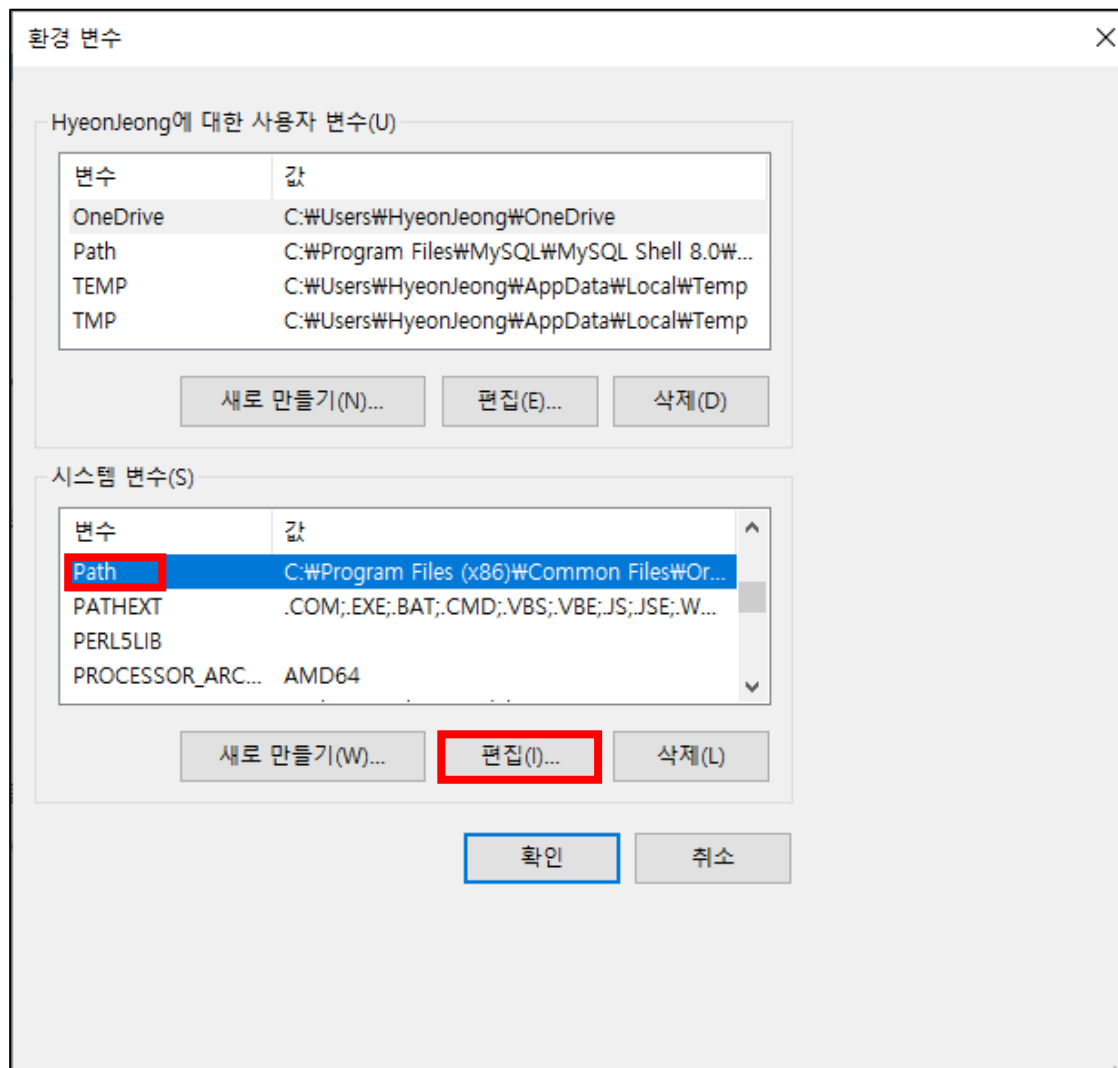 환경 변수
HyeonJeong에 대한 사용자 변수(U)
변수 값
OneDrive C:₩Users₩HyeonJeong₩OneDrive
Path C:₩Program Files₩MySQL₩MySQL Shell 8.0₩...
TEMP C:₩Users₩HyeonJeong₩AppData₩Local₩Temp
TMP C:₩Users₩HyeonJeong₩AppData₩Local₩Temp
새로 만들기(N)... 편집(E)... 삭제(D)
시스템 변수(S)
변수 값
Path C:₩Program Files (x86)₩Common Files₩Or...
PATHEXT .COM;.EXE;.BAT;.CMD;.VBS;.VBE;.JS;.JSE;.W...
PERL5LIB
PROCESSOR_ARC... AMD64
새로 만들기(W)... 편집(I)... 삭제(L)
확인 취소